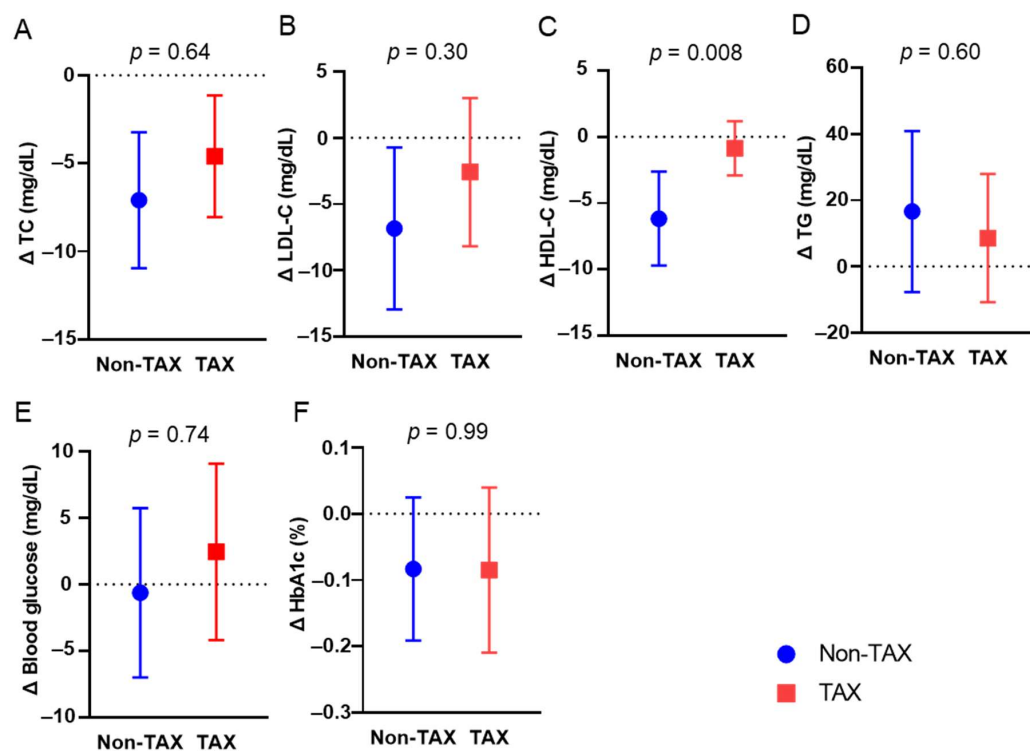 A
p = 0.64
0
–5
–10
–15
Δ TC (mg/dL)
Non-TAX TAX
B
p = 0.30
5
0
–5
–10
–15
Δ LDL-C (mg/dL)
Non-TAX TAX
C
p = 0.008
5
0
–5
–10
–15
Δ HDL-C (mg/dL)
Non-TAX TAX
D
p = 0.60
60
40
20
0
–20
Δ TG (mg/dL)
Non-TAX TAX
E
p = 0.74
10
5
0
–5
–10
Δ Blood glucose (mg/dL)
Non-TAX TAX
F
p = 0.99
0.1
0.0
–0.1
–0.2
–0.3
Δ HbA1c (%)
Non-TAX TAX
Non-TAX
TAX